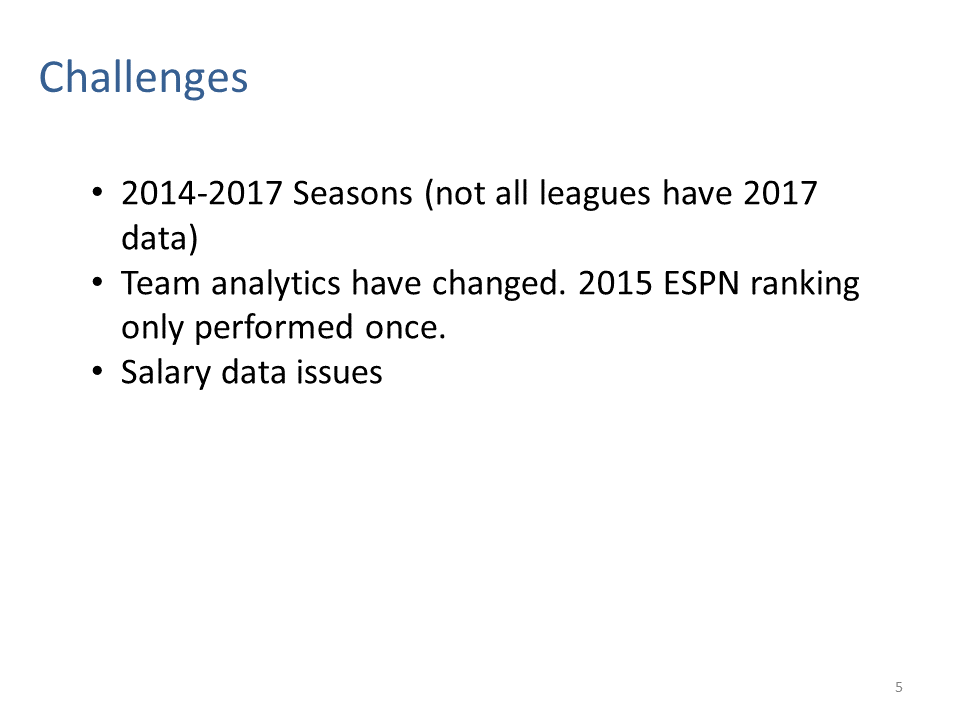 Challenges
• 2014-2017 Seasons (not all leagues have 2017
data)
• Team analytics have changed. 2015 ESPN ranking
only performed once.
• Salary data issues
5